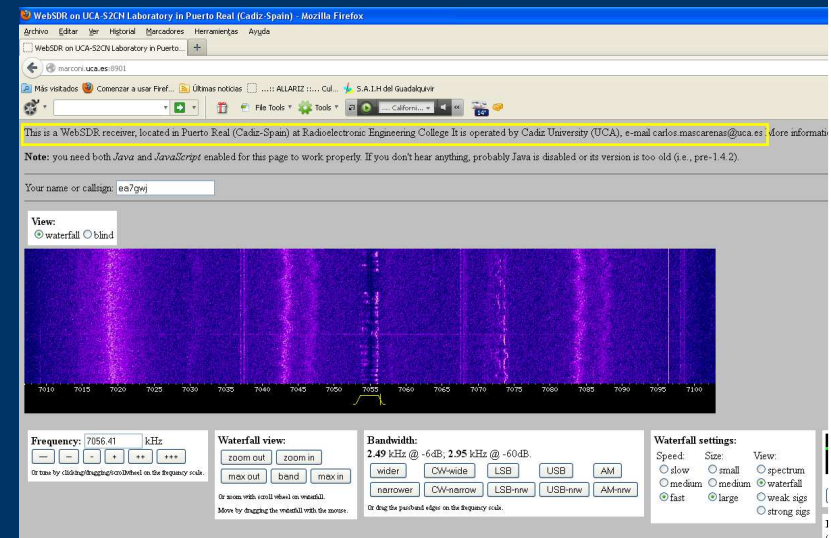 WebSDR on UCA-S2CN Laboratory in Puerto Real (Cadiz-Spain) - Mozilla Firefox
Archivo Editar Ver Historial Marcadores Herramientas Ayuda
WebSDR on UCA-S2CN Laboratory in Puerto... +
marconi.uca.es:8901
Más visitados Comenzar a usar Firef... Últimas noticias ...:: ALLARIZ ::... Cul... S.A.I.H del Guadalquivir
File Tools Tools .... Californi... 14°
This is a WebSDR receiver, located in Puerto Real (Cadiz-Spain) at Radioelectronic Engineering College It is operated by Cadiz University (UCA), e-mail carlos.mascarenas@uca.es More informatio
Note: you need both Java and JavaScript enabled for this page to work properly. If you don't hear anything, probably Java is disabled or its version is too old (i.e., pre-1.4.2).
Your name or callsign: ea7gwj
View:
waterfall blind
7010 7015 7020 7025 7030 7035 7040 7045 7050 7055 7060 7065 7070 7075 7080 7085 7090 7095 7100
Frequency: 7056.41 kHz
--- -- - + ++ +++
Or tune by clicking/dragging/scrollwheel on the frequency scale.
Waterfall view:
zoom out zoom in
max out band max in
Or zoom with scroll wheel on waterfall.
Move by dragging the waterfall with the mouse.
Bandwidth:
2.49 kHz @ -6dB; 2.95 kHz @ -60dB.
wider CW-wide LSB USB AM
narrower CW-narrow LSB-nrw USB-nrw AM-nrw
Or drag the passband edges on the frequency scale.
Waterfall settings:
Speed: Size: View:
slow small spectrum
medium medium waterfall
fast large weak sigs
strong sigs